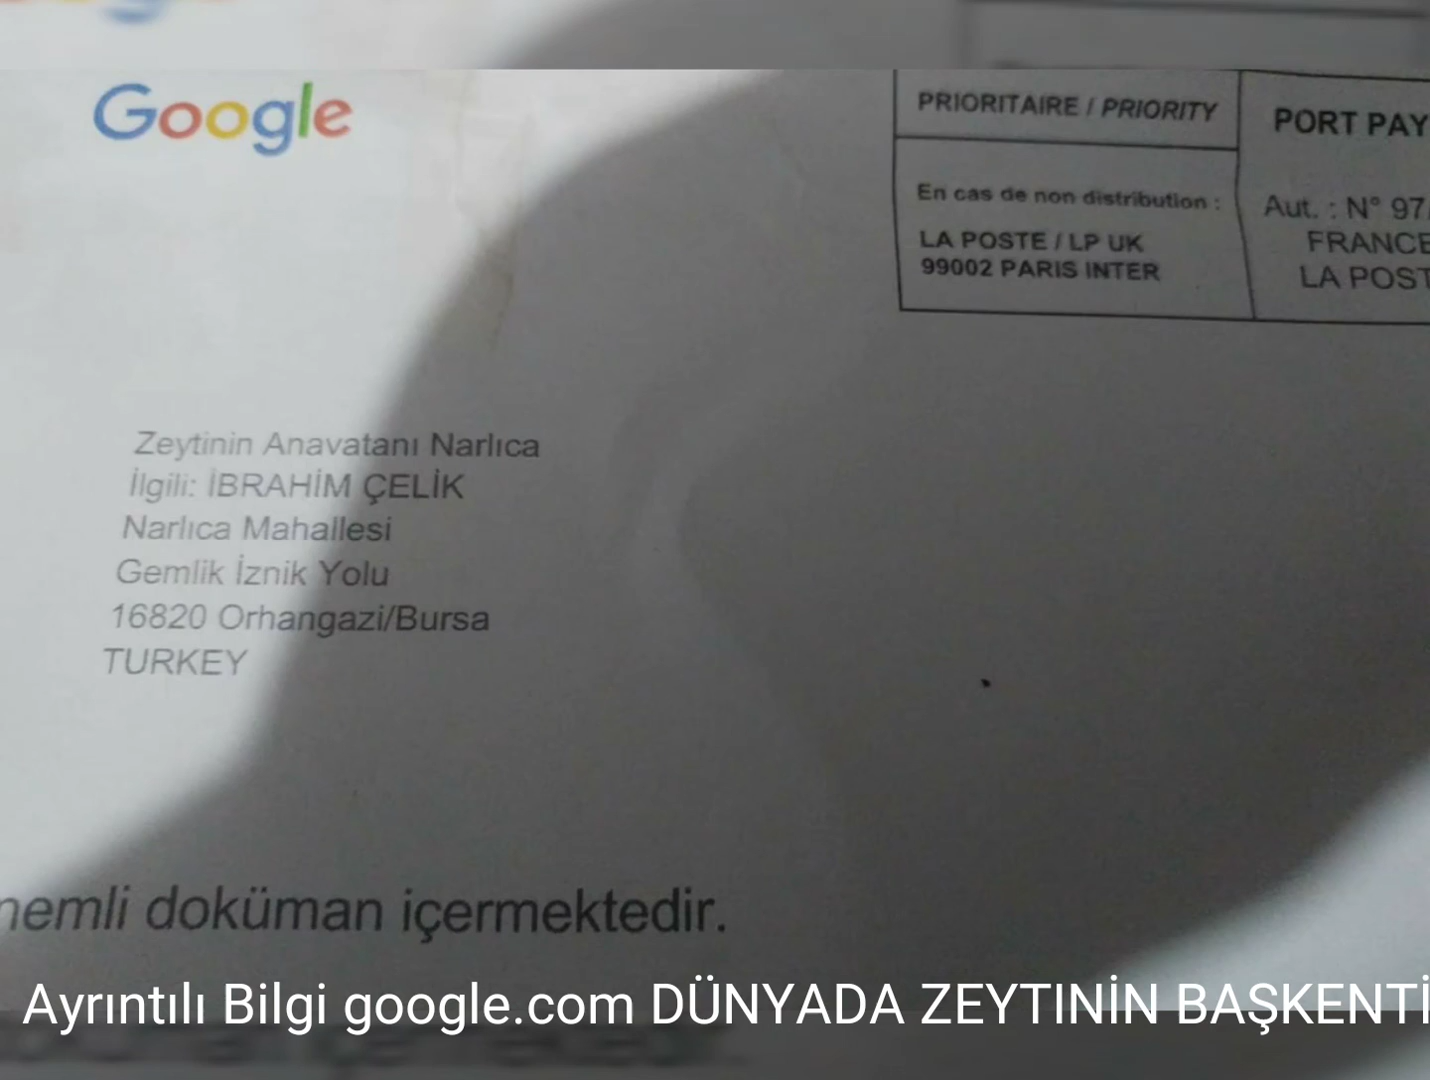 Google
PRIORITAIRE / PRIORITY
En cas de non distribution :
LA POSTE / LP UK
99002 PARIS INTER
PORT PAY
Aut. : N° 97
FRANCE
LA POST
Zeytinin Anavatanı Narlıca
İlgili: İBRAHİM ÇELİK
Narlıca Mahallesi
Gemlik İznik Yolu
16820 Orhangazi/Bursa
TURKEY
nemli doküman içermektedir.
Ayrıntılı Bilgi google.com DÜNYADA ZEYTINİN BAŞKENTİ